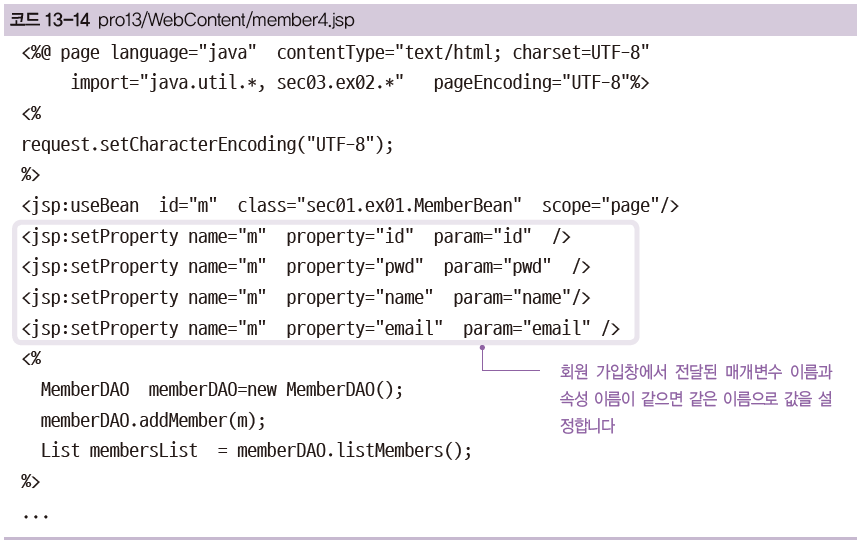 코드 13-14 pro13/WebContent/member4.jsp
<%@ page language="java" contentType="text/html; charset=UTF-8"
import="java.util.*, sec03.ex02.*" pageEncoding="UTF-8"%>
<%
request.setCharacterEncoding("UTF-8");
%>
<jsp:useBean id="m" class="sec01.ex01.MemberBean" scope="page"/>
<jsp:setProperty name="m" property="id" param="id" />
<jsp:setProperty name="m" property="pwd" param="pwd" />
<jsp:setProperty name="m" property="name" param="name"/>
<jsp:setProperty name="m" property="email" param="email" />
<%
MemberDAO memberDAO=new MemberDAO();
memberDAO.addMember(m);
List membersList = memberDAO.listMembers();
%>
...
회원 가입창에서 전달된 매개변수 이름과
속성 이름이 같으면 같은 이름으로 값을 설
정합니다